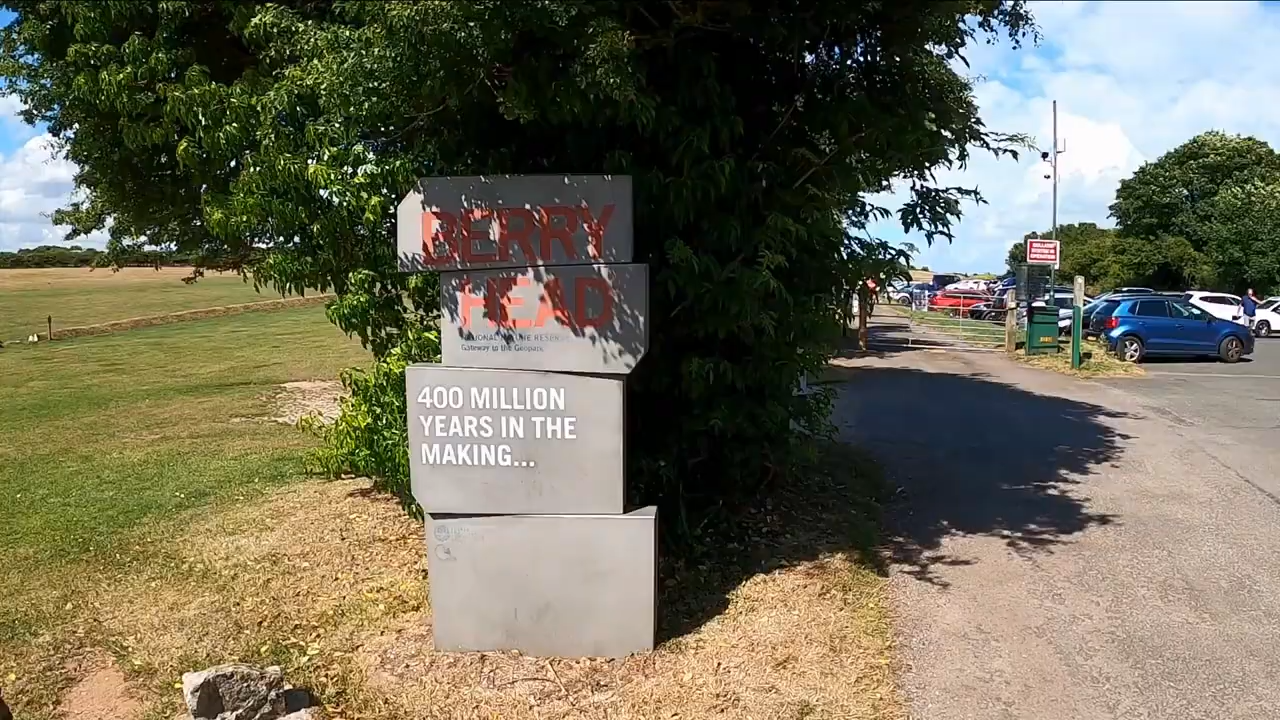 BERRY
HEAD
NATIONAL NATURE RESERVE
Gateway to the Geopark
400 MILLION
YEARS IN THE
MAKING...